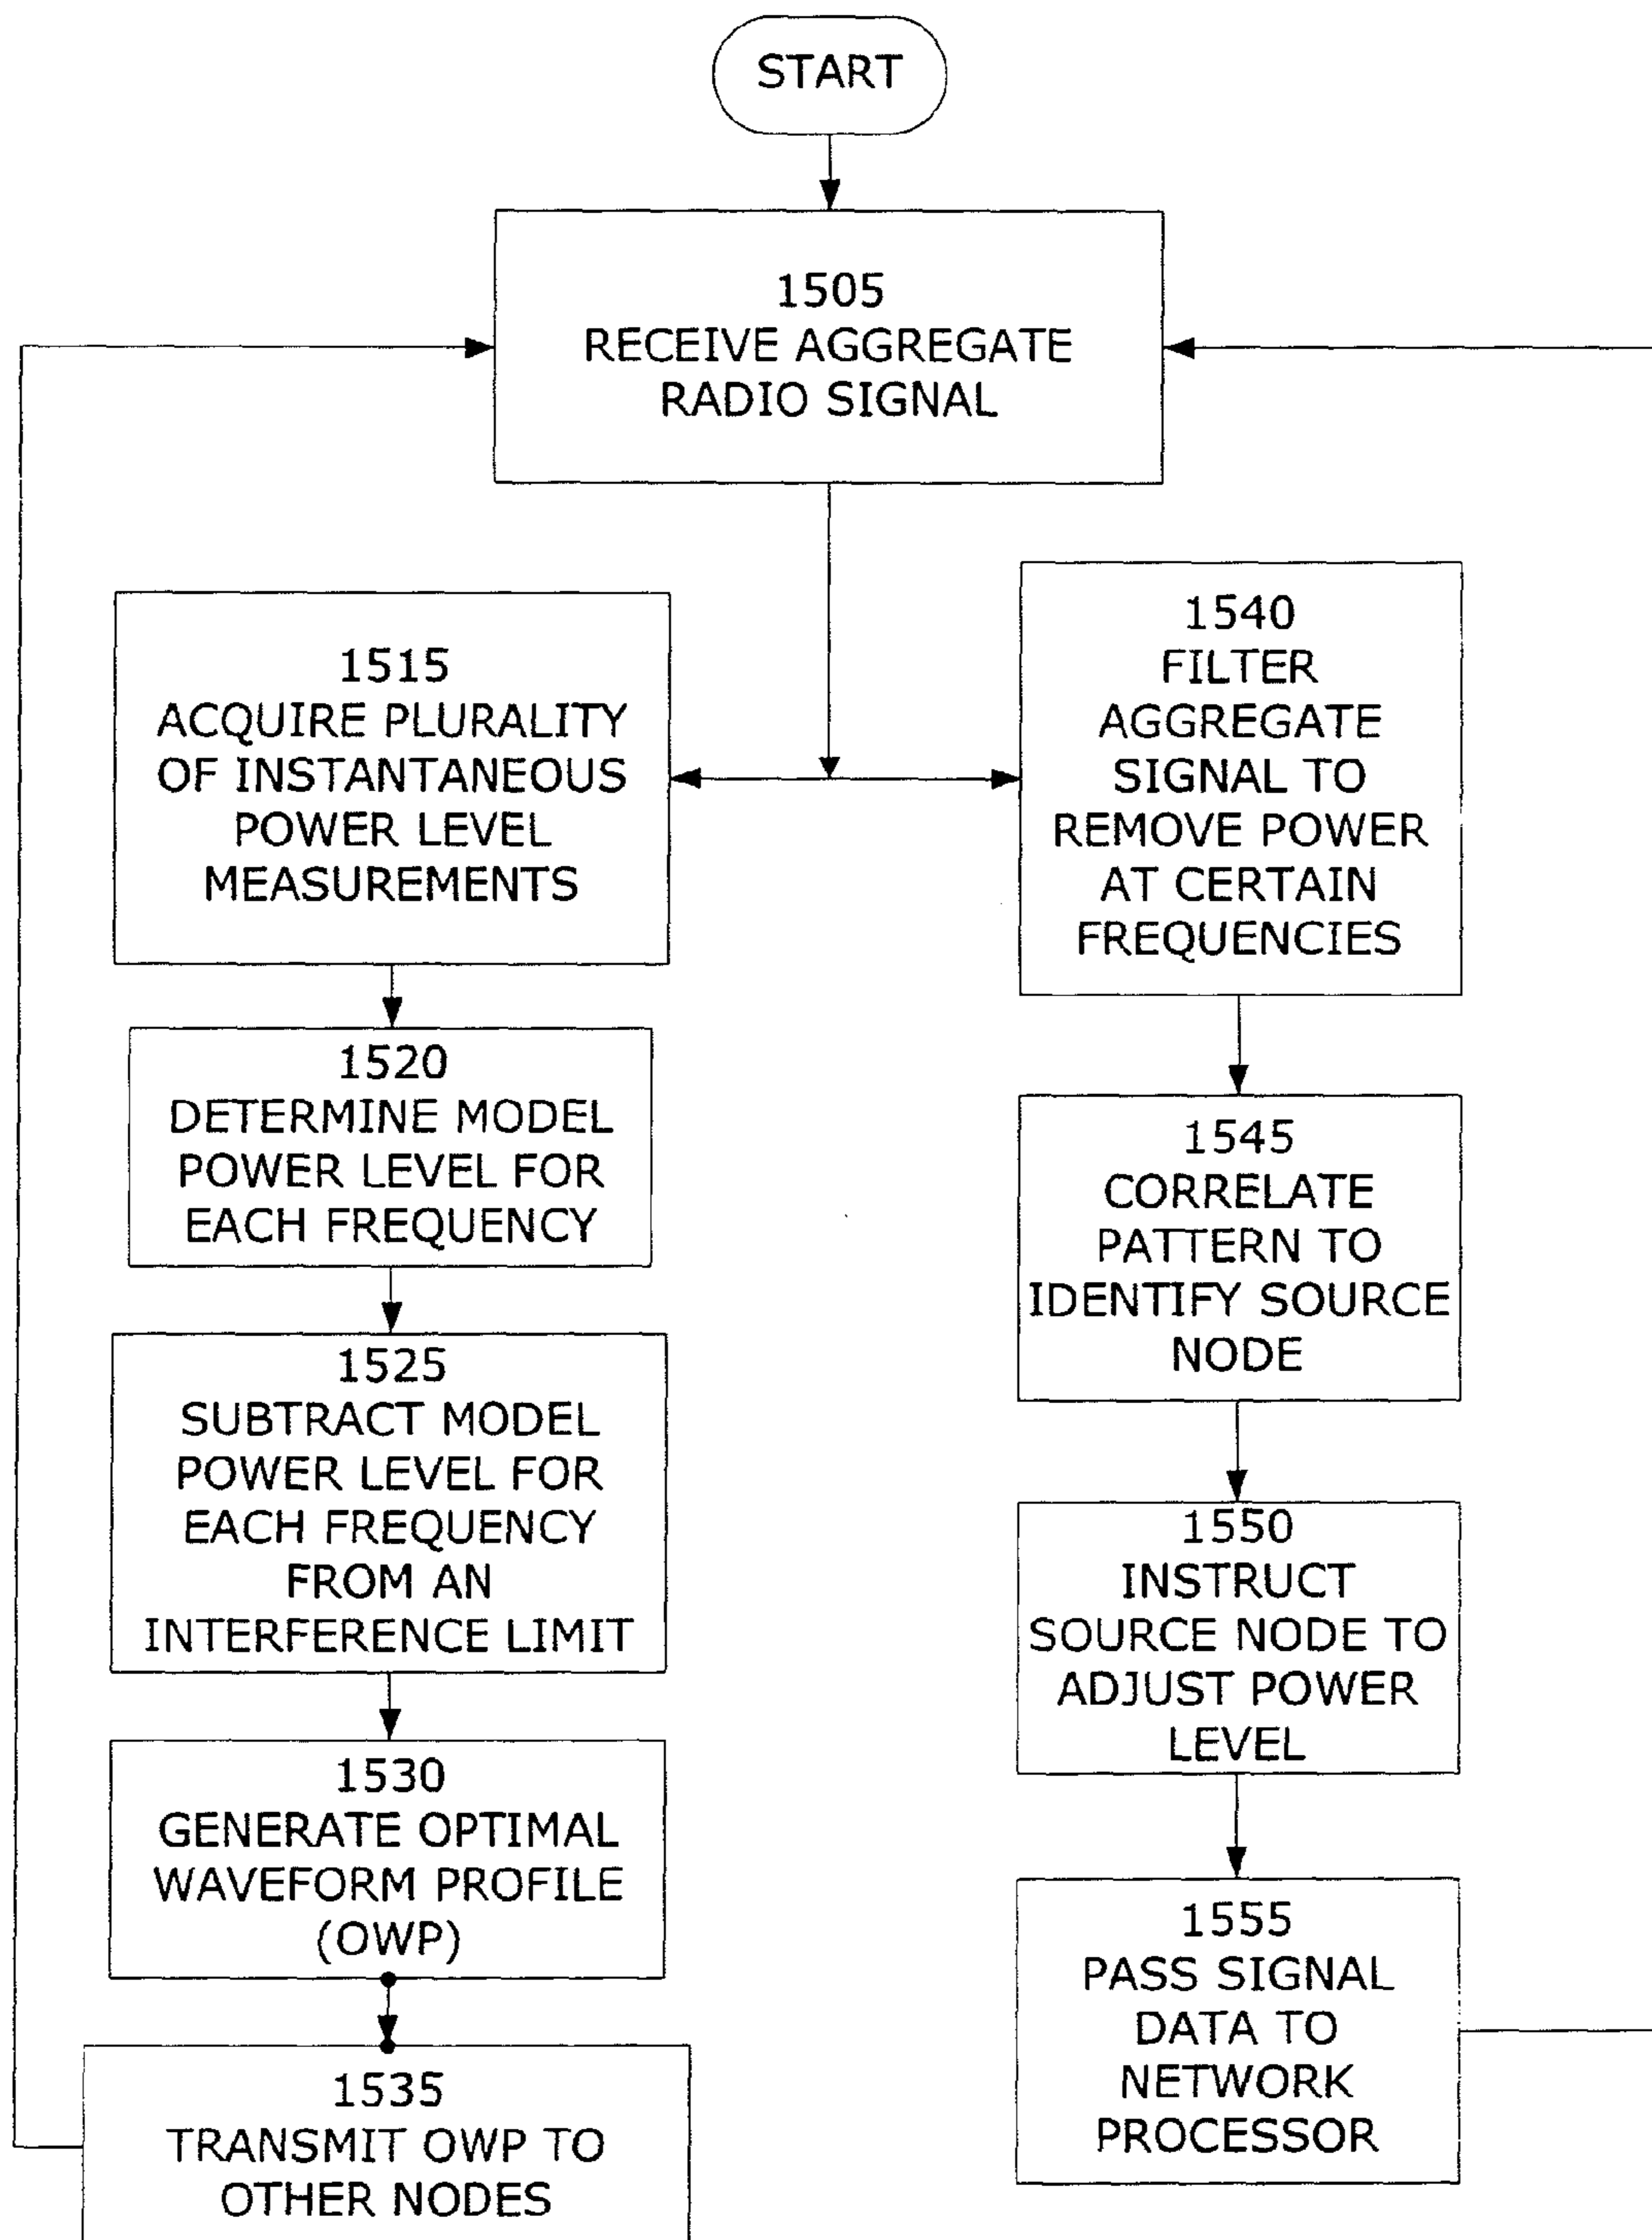 START
1505
RECEIVE AGGREGATE
RADIO SIGNAL
1515
ACQUIRE PLURALITY
OF INSTANTANEOUS
POWER LEVEL
MEASUREMENTS
1520
DETERMINE MODEL
POWER LEVEL FOR
EACH FREQUENCY
1525
SUBTRACT MODEL
POWER LEVEL FOR
EACH FREQUENCY
FROM AN
INTERFERENCE LIMIT
1530
GENERATE OPTIMAL
WAVEFORM PROFILE
(OWP)
1535
TRANSMIT OWP TO
OTHER NODES
1540
FILTER
AGGREGATE
SIGNAL TO
REMOVE POWER
AT CERTAIN
FREQUENCIES
1545
CORRELATE
PATTERN TO
IDENTIFY SOURCE
NODE
1550
INSTRUCT
SOURCE NODE TO
ADJUST POWER
LEVEL
1555
PASS SIGNAL
DATA TO
NETWORK
PROCESSOR